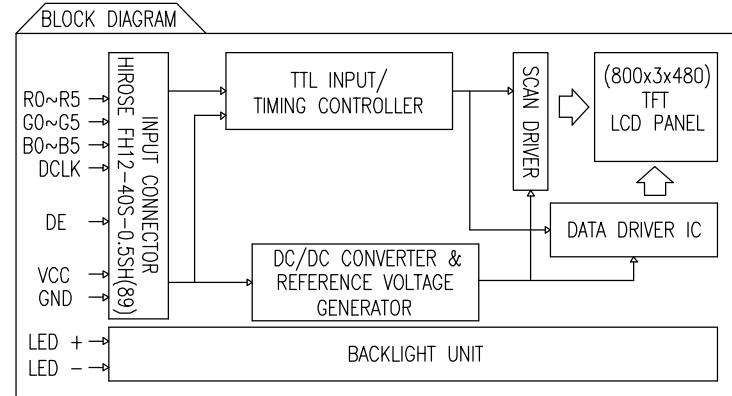 BLOCK DIAGRAM
R0~R5
G0~G5
B0~B5
DCLK
DE
VCC
GND
LED +
LED -
HIROSE FH12-40S-0.5SH(89)
INPUT CONNECTOR
TTL INPUT/
TIMING CONTROLLER
SCAN DRIVER
(800x3x480)
TFT
LCD PANEL
DATA DRIVER IC
DC/DC CONVERTER &
REFERENCE VOLTAGE
GENERATOR
BACKLIGHT UNIT